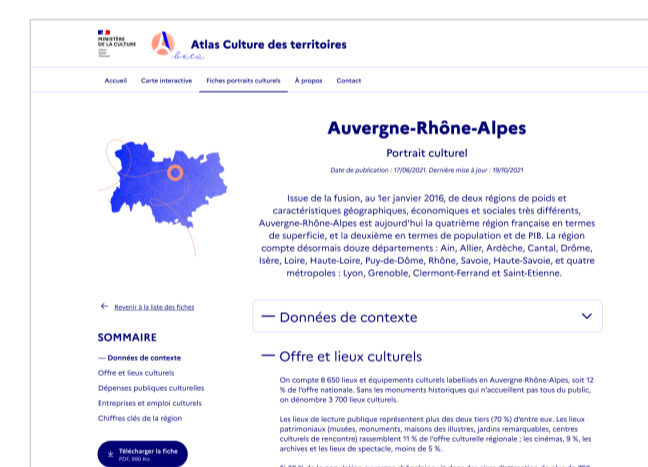 MINISTÈRE
DE LA CULTURE
Atlas Culture des territoires
beta
Accueil Carte interactive Fiches portraits culturels À propos Contact
Auvergne-Rhône-Alpes
Portrait culturel
Date de publication : 17/06/2021. Dernière mise à jour : 19/10/2021
Issue de la fusion, au 1er janvier 2016, de deux régions de poids et
caractéristiques géographiques, économiques et sociales très différents,
Auvergne-Rhône-Alpes est aujourd'hui la quatrième région française en termes
de superficie, et la deuxième en termes de population et de PIB. La région
compte désormais douze départements : Ain, Allier, Ardèche, Cantal, Drôme,
Isère, Loire, Haute-Loire, Puy-de-Dôme, Rhône, Savoie, Haute-Savoie, et quatre
métropoles : Lyon, Grenoble, Clermont-Ferrand et Saint-Etienne.
← Revenir à la liste des fiches
SOMMAIRE
— Données de contexte
Offre et lieux culturels
Dépenses publiques culturelles
Entreprises et emploi culturels
Chiffres clés de la région
Télécharger la fiche
PDF, 990 Ko
— Données de contexte
— Offre et lieux culturels
On compte 8 650 lieux et équipements culturels labellisés en Auvergne-Rhône-Alpes, soit 12
% de l'offre nationale. Sans les monuments historiques qui n'accueillent pas tous du public,
on dénombre 3 700 lieux culturels.
Les lieux de lecture publique représentent plus des deux tiers (70 %) d'entre eux. Les lieux
patrimoniaux (musées, monuments, maisons des illustres, jardins remarquables, centres
culturels de rencontre) rassemblent 11 % de l'offre culturelle régionale ; les cinémas, 9 %, les
archives et les lieux de spectacle, moins de 5 %.